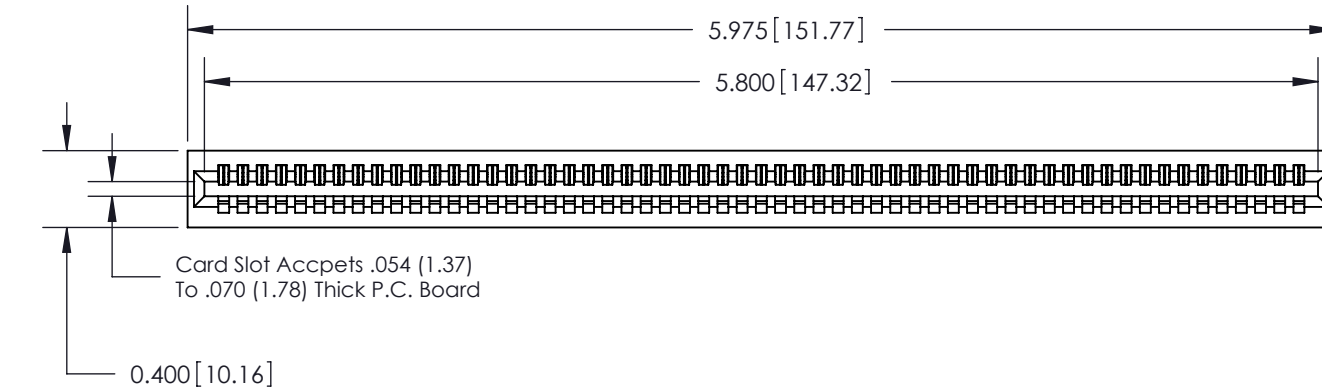 5.975[151.77]
5.800[147.32]
Card Slot Accpets .054 (1.37)
To .070 (1.78) Thick P.C. Board
0.400[10.16]